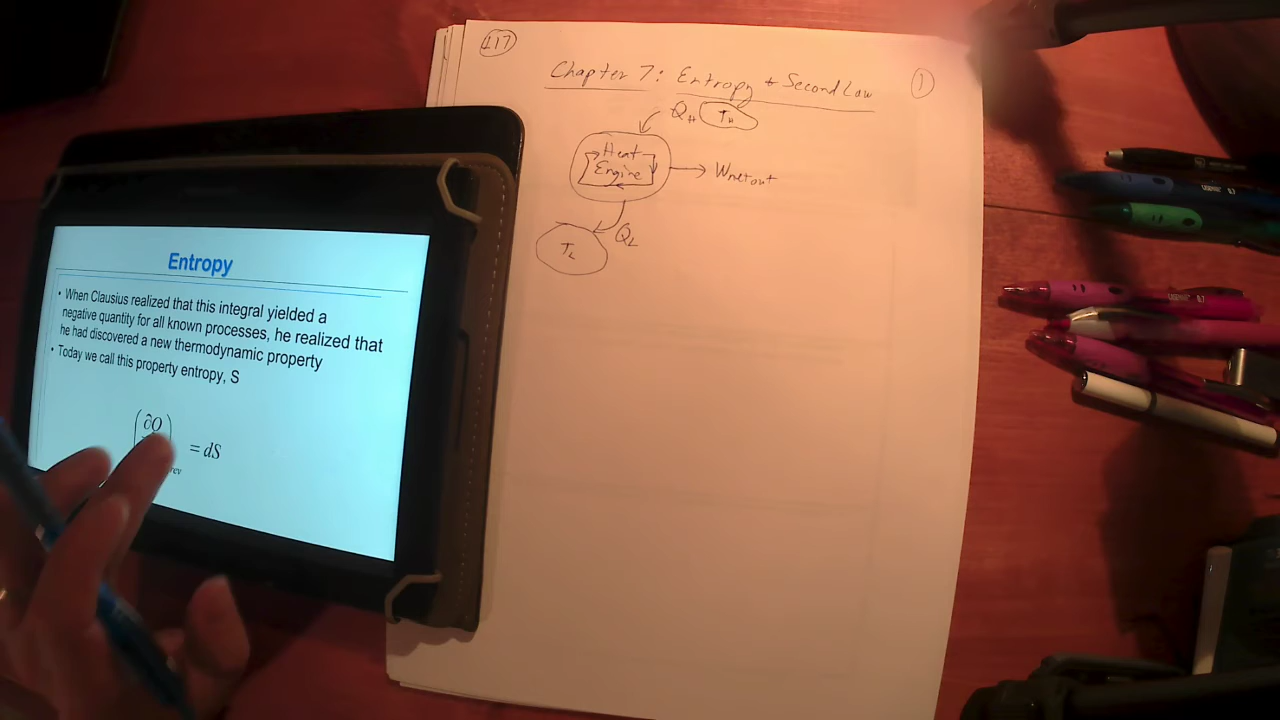 117
Chapter 7: Entropy + Second Law
1
QH TH
Heat
Engine
Wnet out
QL
TL
Entropy
• When Clausius realized that this integral yielded a
negative quantity for all known processes, he realized that
he had discovered a new thermodynamic property
• Today we call this property entropy, S
(∂Q
)rev = dS